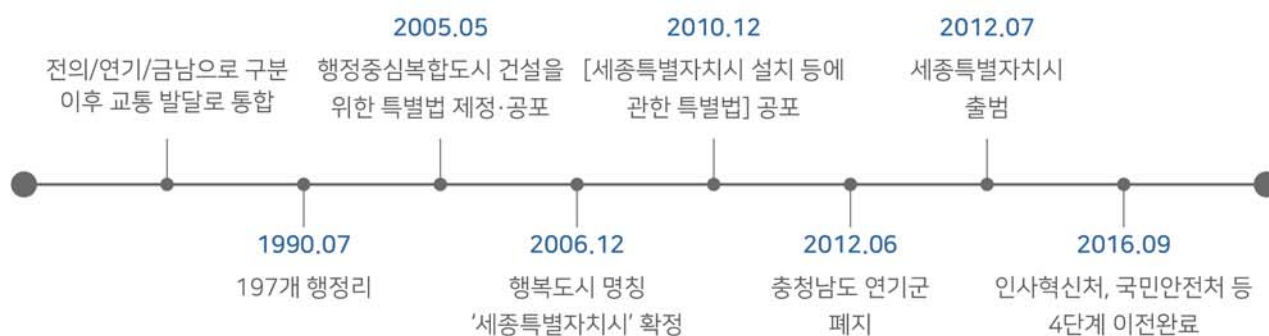 전의/연기/금남으로 구분
이후 교통 발달로 통합
1990.07
197개 행정리
2005.05
행정중심복합도시 건설을
위한 특별법 제정·공포
2006.12
행복도시 명칭
'세종특별자치시' 확정
2010.12
[세종특별자치시 설치 등에
관한 특별법] 공포
2012.06
충청남도 연기군
폐지
2012.07
세종특별자치시
출범
2016.09
인사혁신처, 국민안전처 등
4단계 이전완료